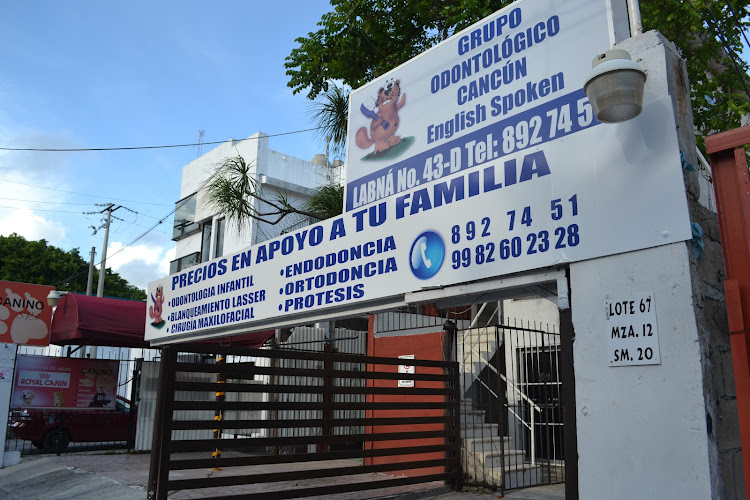 GRUPO
ODONTOLÓGICO
CANCÚN
English Spoken
LABNÁ No. 43-D Tel: 892 74 5
PRECIOS EN APOYO A TU FAMILIA
•ODONTOLOGIA INFANTIL
•BLANQUEAMIENTO LASSER
•CIRUGÍA MAXILOFACIAL
•ENDODONCIA
•ORTODONCIA
•PROTESIS
892 74 51
99 82 60 23 28
LOTE 67
MZA. 12
SM. 20
CANINO
ROYAL CANIN
CANINO